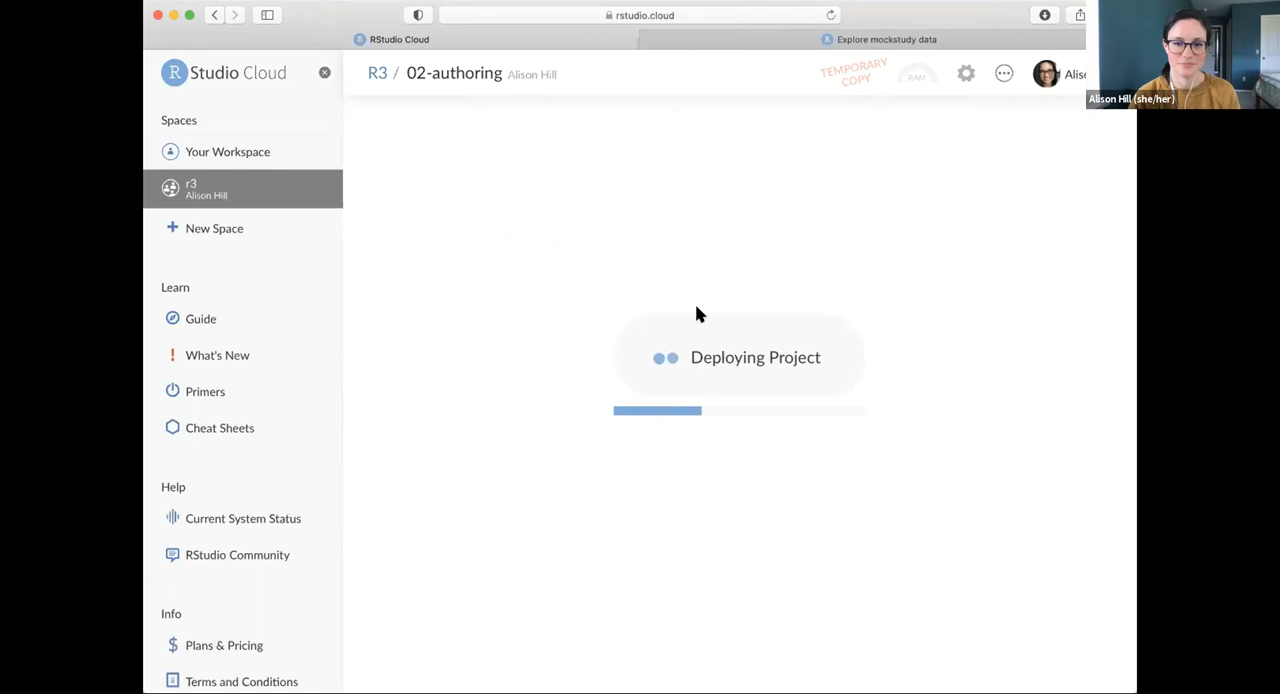 rstudio.cloud
RStudio Cloud
Explore mockstudy data
R Studio Cloud
R3 / 02-authoring Alison Hill
TEMPORARY
COPY
RAM
Aliso
Alison Hill (she/her)
Spaces
Your Workspace
r3
Alison Hill
New Space
Learn
Guide
What's New
Primers
Cheat Sheets
Help
Current System Status
RStudio Community
Info
Plans & Pricing
Terms and Conditions
Deploying Project